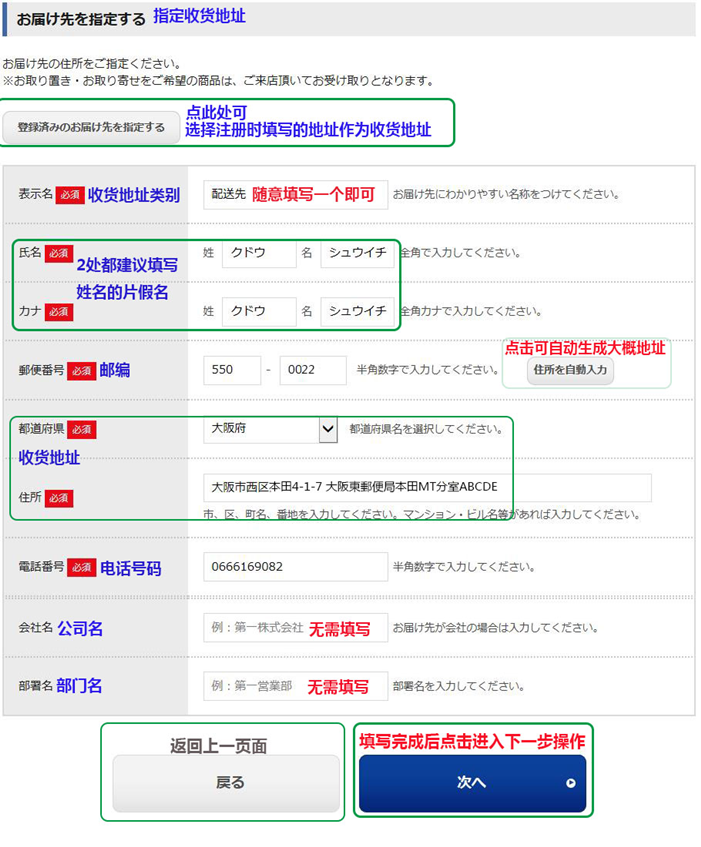 お届け先を指定する 指定收货地址
お届け先の住所をご指定ください。
※お取り置き・お取り寄せをご希望の商品は、ご来店頂いてお受け取りとなります。
点此处可
登録済みのお届け先を指定する 选择注册时填写的地址作为收货地址
表示名 必須 收货地址类别 配送先 随意填写一个即可 お届け先にわかりやすい名称をつけてください。
氏名 必須 姓 クドウ 名 シュウイチ 全角で入力してください。
2处都建议填写
姓名的片假名
カナ 必須 姓 クドウ 名 シュウイチ 全角カナで入力してください。
点击可自动生成大概地址
郵便番号 必須 邮编 550 - 0022 半角数字で入力してください。 住所を自動入力
都道府県 必須 大阪府 都道府県名を選択してください。
收货地址
住所 必須 大阪市西区本田4-1-7 大阪東郵便局本田MT分室ABCDE
市、区、町名、番地を入力してください。マンション・ビル名等があれば入力してください。
電話番号 必須 电话号码 0666169082 半角数字で入力してください。
会社名 公司名 例：第一株式会社 无需填写 お届け先が会社の場合は入力してください。
部署名 部门名 例：第一営業部 无需填写 部署名を入力してください。
返回上一页面 填写完成后点击进入下一步操作
戻る 次へ